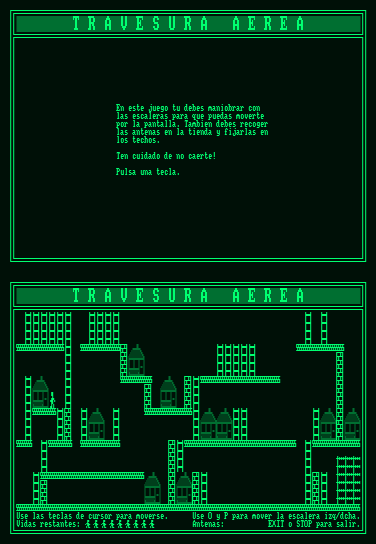 TRAVESURA AEREA
En este juego tu debes maniobrar con
las escaleras para que puedas moverte
por la pantalla. Tambien debes recoger
las antenas en la tienda y fijarlas en
los techos.
Ten cuidado de no caerte!
Pulsa una tecla.
TRAVESURA AEREA
Use las teclas de cursor para moverse.
Use O y P para mover la escalera izq/dcha.
Vidas restantes:
Antenas:
EXIT o STOP para salir.